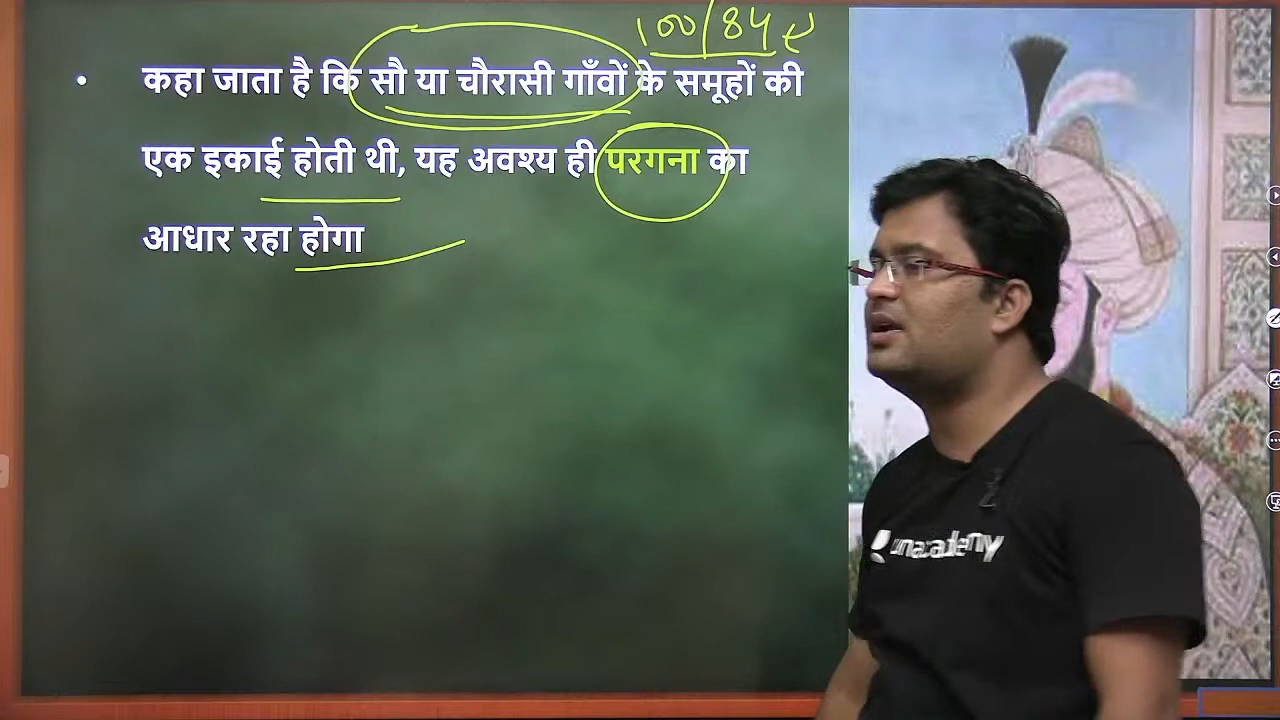 100/84
• कहा जाता है कि सौ या चौरासी गाँवों के समूहों की
एक इकाई होती थी, यह अवश्य ही परगना का
आधार रहा होगा
unacademy